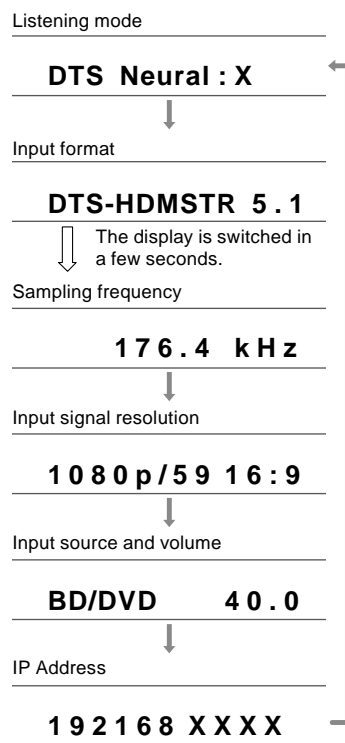 Listening mode
DTS Neural : X
Input format
DTS-HDMSTR 5.1
The display is switched in
a few seconds.
Sampling frequency
176.4 kHz
Input signal resolution
1080p/59 16:9
Input source and volume
BD/DVD 40.0
IP Address
192168 XXXX